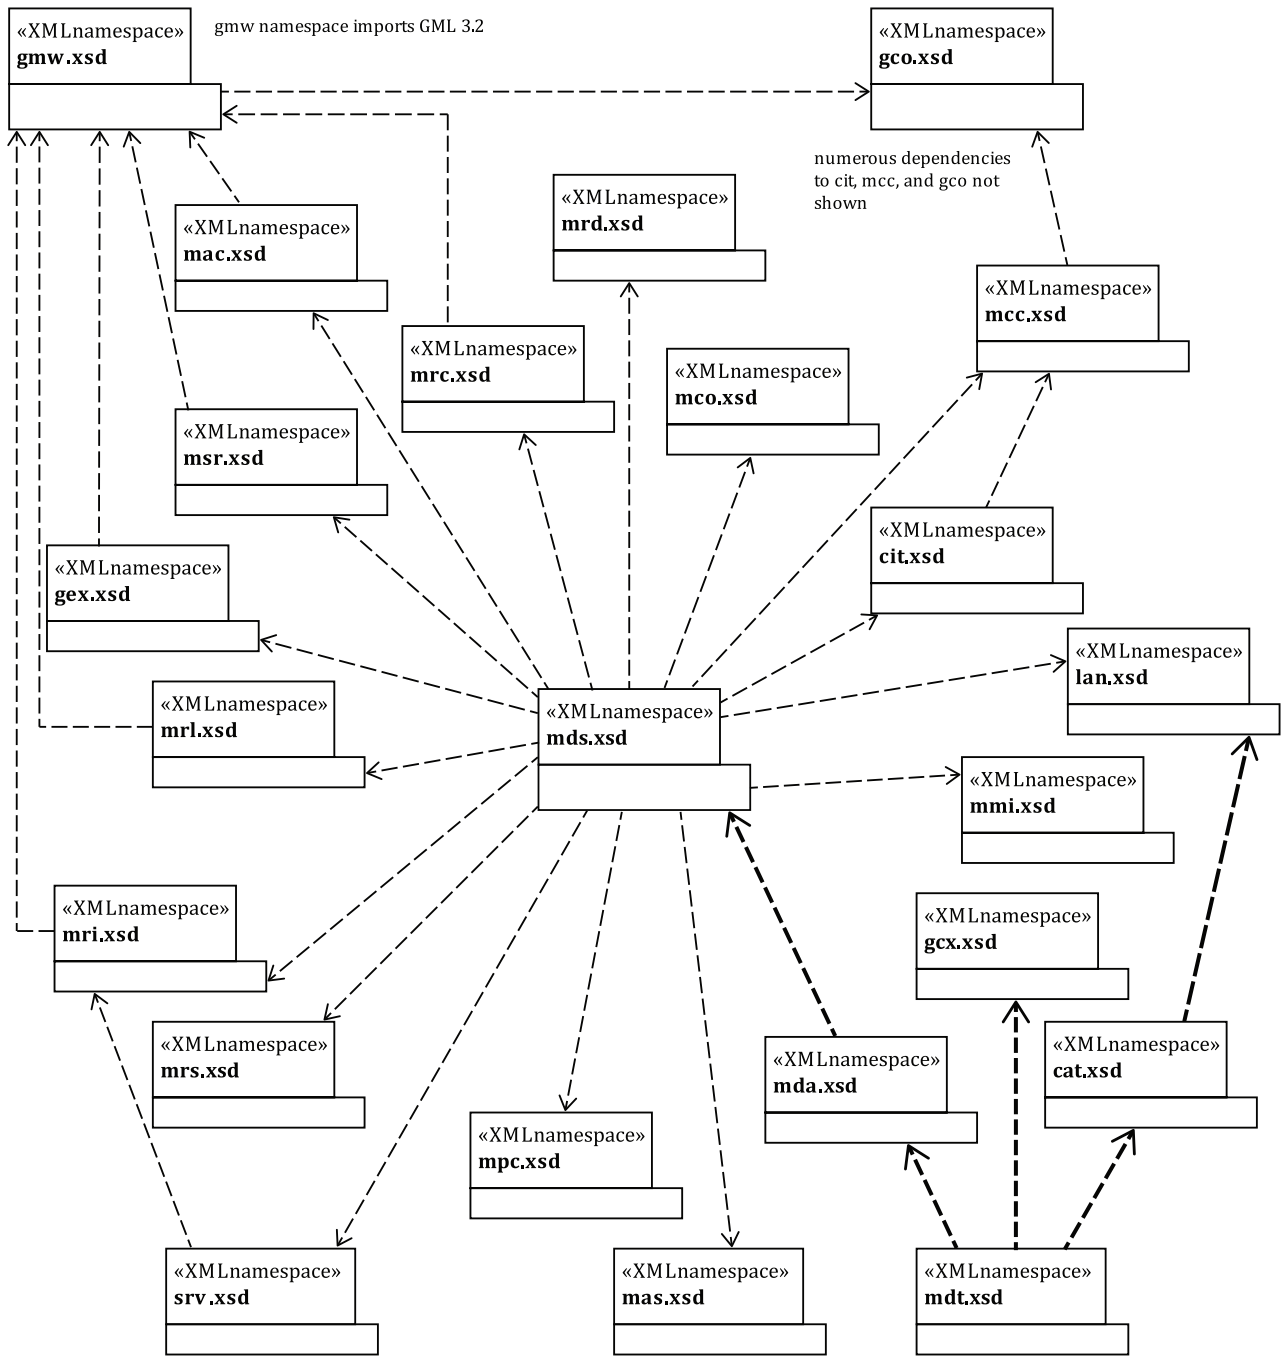 «XMLnamespace»
gmw.xsd
gmw namespace imports GML 3.2
«XMLnamespace»
gco.xsd
numerous dependencies
to cit, mcc, and gco not
shown
«XMLnamespace»
mac.xsd
«XMLnamespace»
mrd.xsd
«XMLnamespace»
mcc.xsd
«XMLnamespace»
mrc.xsd
«XMLnamespace»
mco.xsd
«XMLnamespace»
msr.xsd
«XMLnamespace»
cit.xsd
«XMLnamespace»
gex.xsd
«XMLnamespace»
lan.xsd
«XMLnamespace»
mrl.xsd
«XMLnamespace»
mds.xsd
«XMLnamespace»
mmi.xsd
«XMLnamespace»
mri.xsd
«XMLnamespace»
gcx.xsd
«XMLnamespace»
mrs.xsd
«XMLnamespace»
mda.xsd
«XMLnamespace»
cat.xsd
«XMLnamespace»
mpc.xsd
«XMLnamespace»
srv.xsd
«XMLnamespace»
mas.xsd
«XMLnamespace»
mdt.xsd